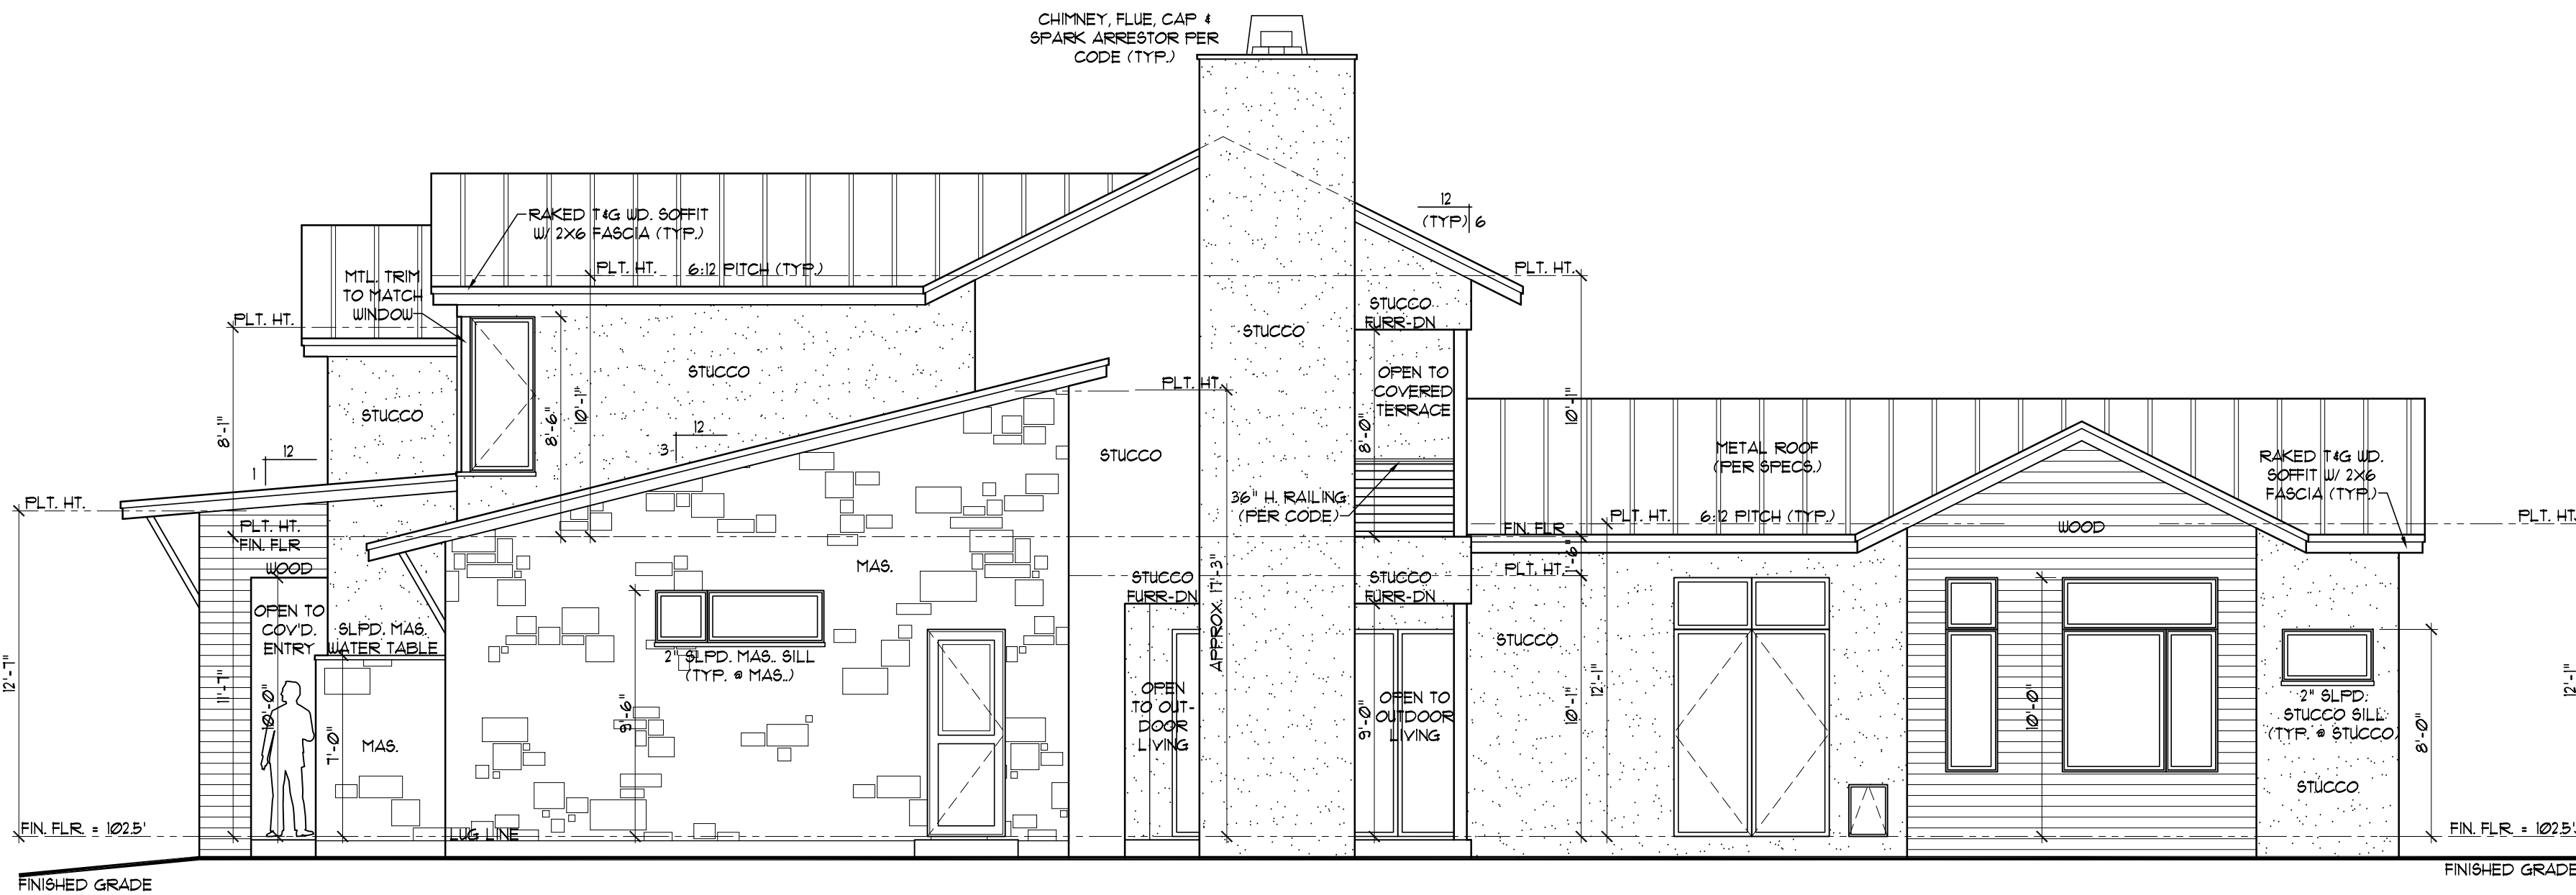 CHIMNEY, FLUE, CAP &
SPARK ARRESTOR PER
CODE (TYP.)
12
(TYP.) 6
RAKED T&G WD. SOFFIT
W/ 2X6 FASCIA (TYP.)
PLT. HT.
6:12 PITCH (TYP.)
PLT. HT.
MTL. TRIM
TO MATCH
WINDOW
PLT. HT.
STUCCO
FURR-DN
STUCCO
STUCCO
OPEN TO
COVERED
TERRACE
PLT. HT.
STUCCO
8'-1"
8'-6"
10'-1"
8'-0"
10'-1"
12
3
12
1
STUCCO
METAL ROOF
(PER SPECS.)
RAKED T&G WD.
SOFFIT W/ 2X6
FASCIA (TYP.)
36" H. RAILING
(PER CODE)
PLT. HT.
PLT. HT.
FIN. FLR
WOOD
FIN. FLR
1'-6"
PLT. HT.
PLT. HT.
6:12 PITCH (TYP.)
WOOD
PLT. HT.
MAS.
STUCCO
FURR-DN
STUCCO
FURR-DN
OPEN TO
COV'D.
ENTRY
SLPD. MAS.
WATER TABLE
2" SLPD. MAS.. SILL
(TYP. @ MAS..)
APPROX. 17'-3"
STUCCO
12'-7"
11'-7"
10'-0"
7'-0"
MAS.
9'-6"
OPEN
TO OUT-
DOOR
LIVING
9'-0"
OPEN TO
OUTDOOR
LIVING
10'-1"
12'-1"
10'-0"
2" SLPD.
STUCCO SILL
(TYP. @ STUCCO)
8'-0"
12'-1"
STUCCO
FIN. FLR. = 102.5'
LUG LINE
FIN. FLR. = 102.5'
FINISHED GRADE
FINISHED GRADE